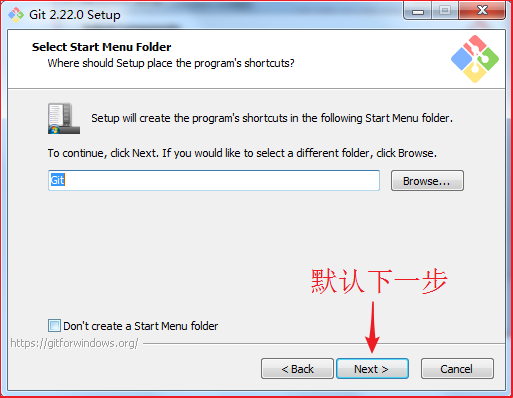 Git 2.22.0 Setup
Select Start Menu Folder
Where should Setup place the program's shortcuts?
Setup will create the program's shortcuts in the following Start Menu folder.
To continue, click Next. If you would like to select a different folder, click Browse.
Git
Browse...
默认下一步
Don't create a Start Menu folder
https://gitforwindows.org/
< Back
Next >
Cancel